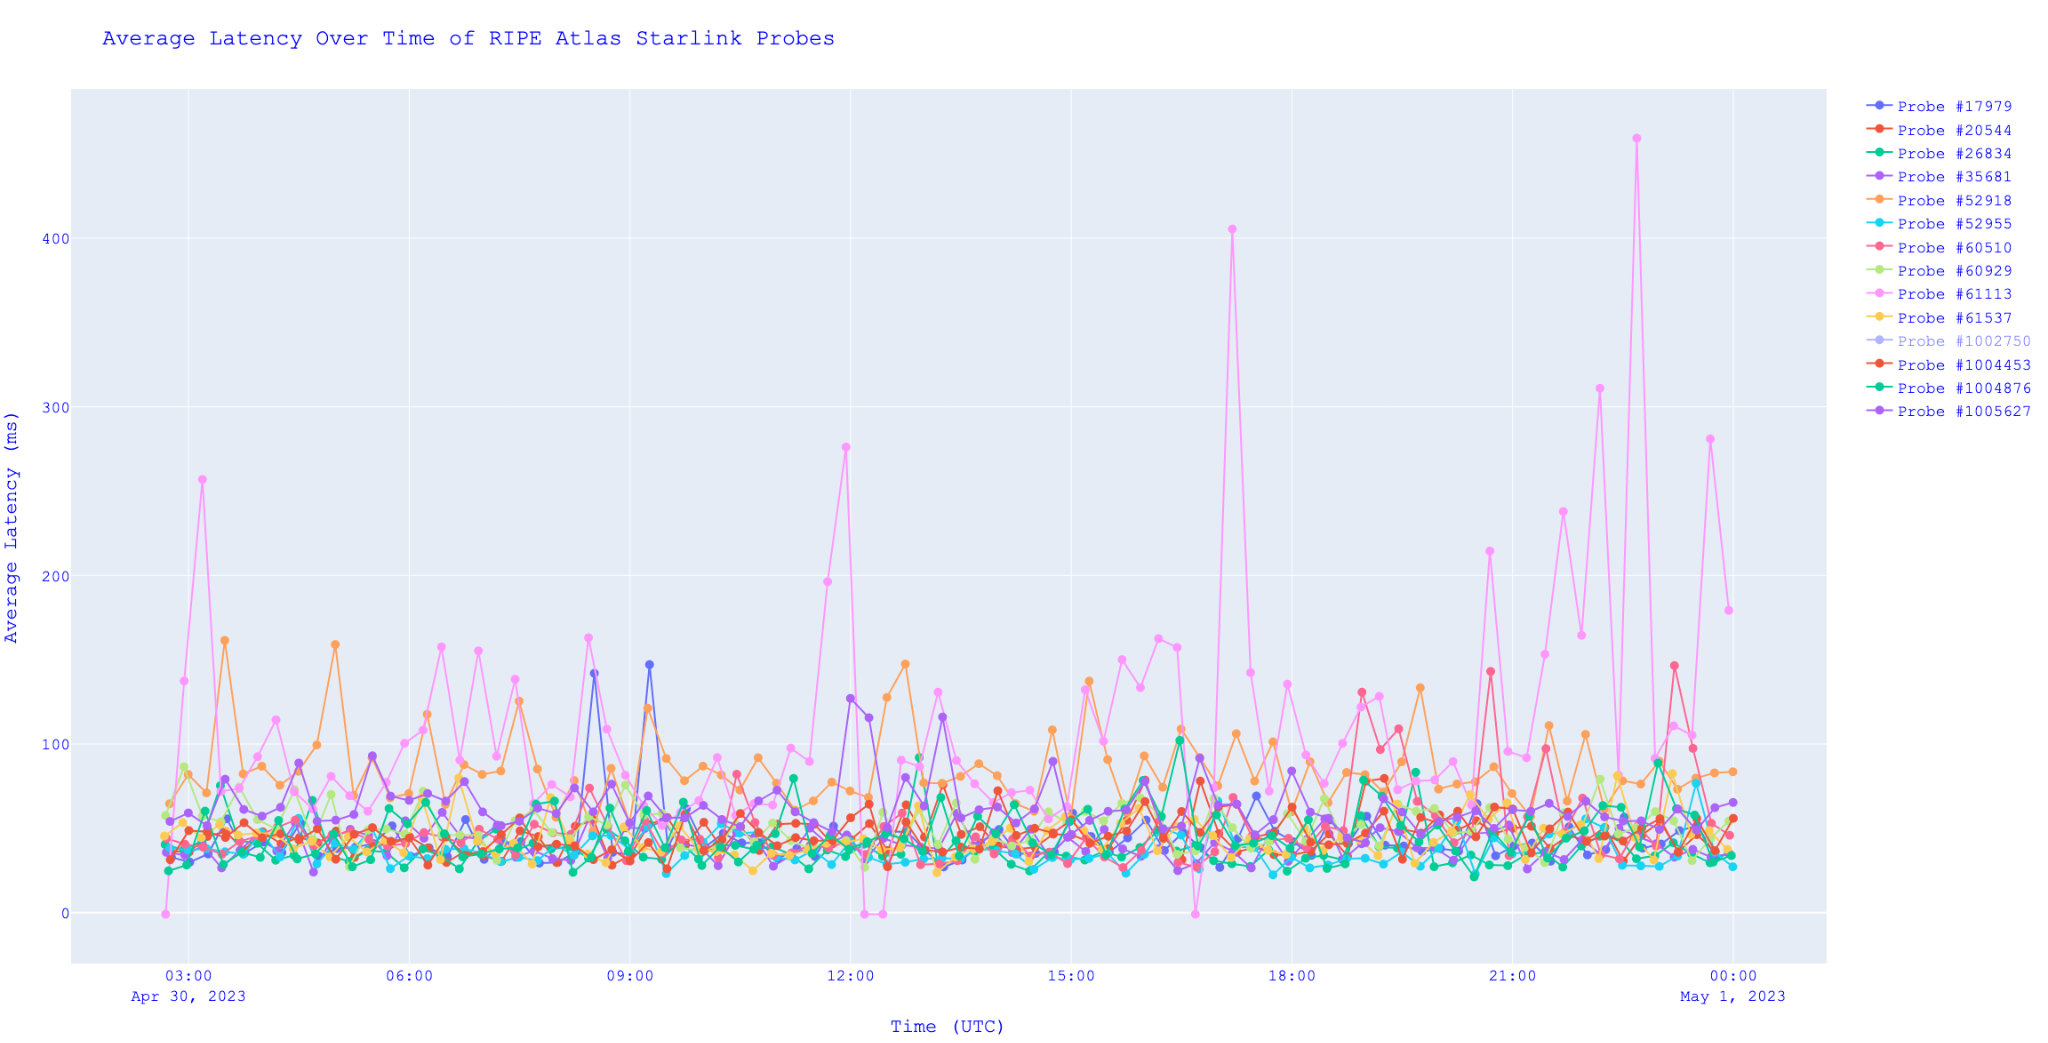 Average Latency Over Time of RIPE Atlas Starlink Probes
Average Latency (ms)
400
300
200
100
0
03:00
Apr 30, 2023
06:00
09:00
12:00
15:00
18:00
21:00
00:00
May 1, 2023
Time (UTC)
Probe #17979
Probe #20544
Probe #26834
Probe #35681
Probe #52918
Probe #52955
Probe #60510
Probe #60929
Probe #61113
Probe #61537
Probe #1002750
Probe #1004453
Probe #1004876
Probe #1005627